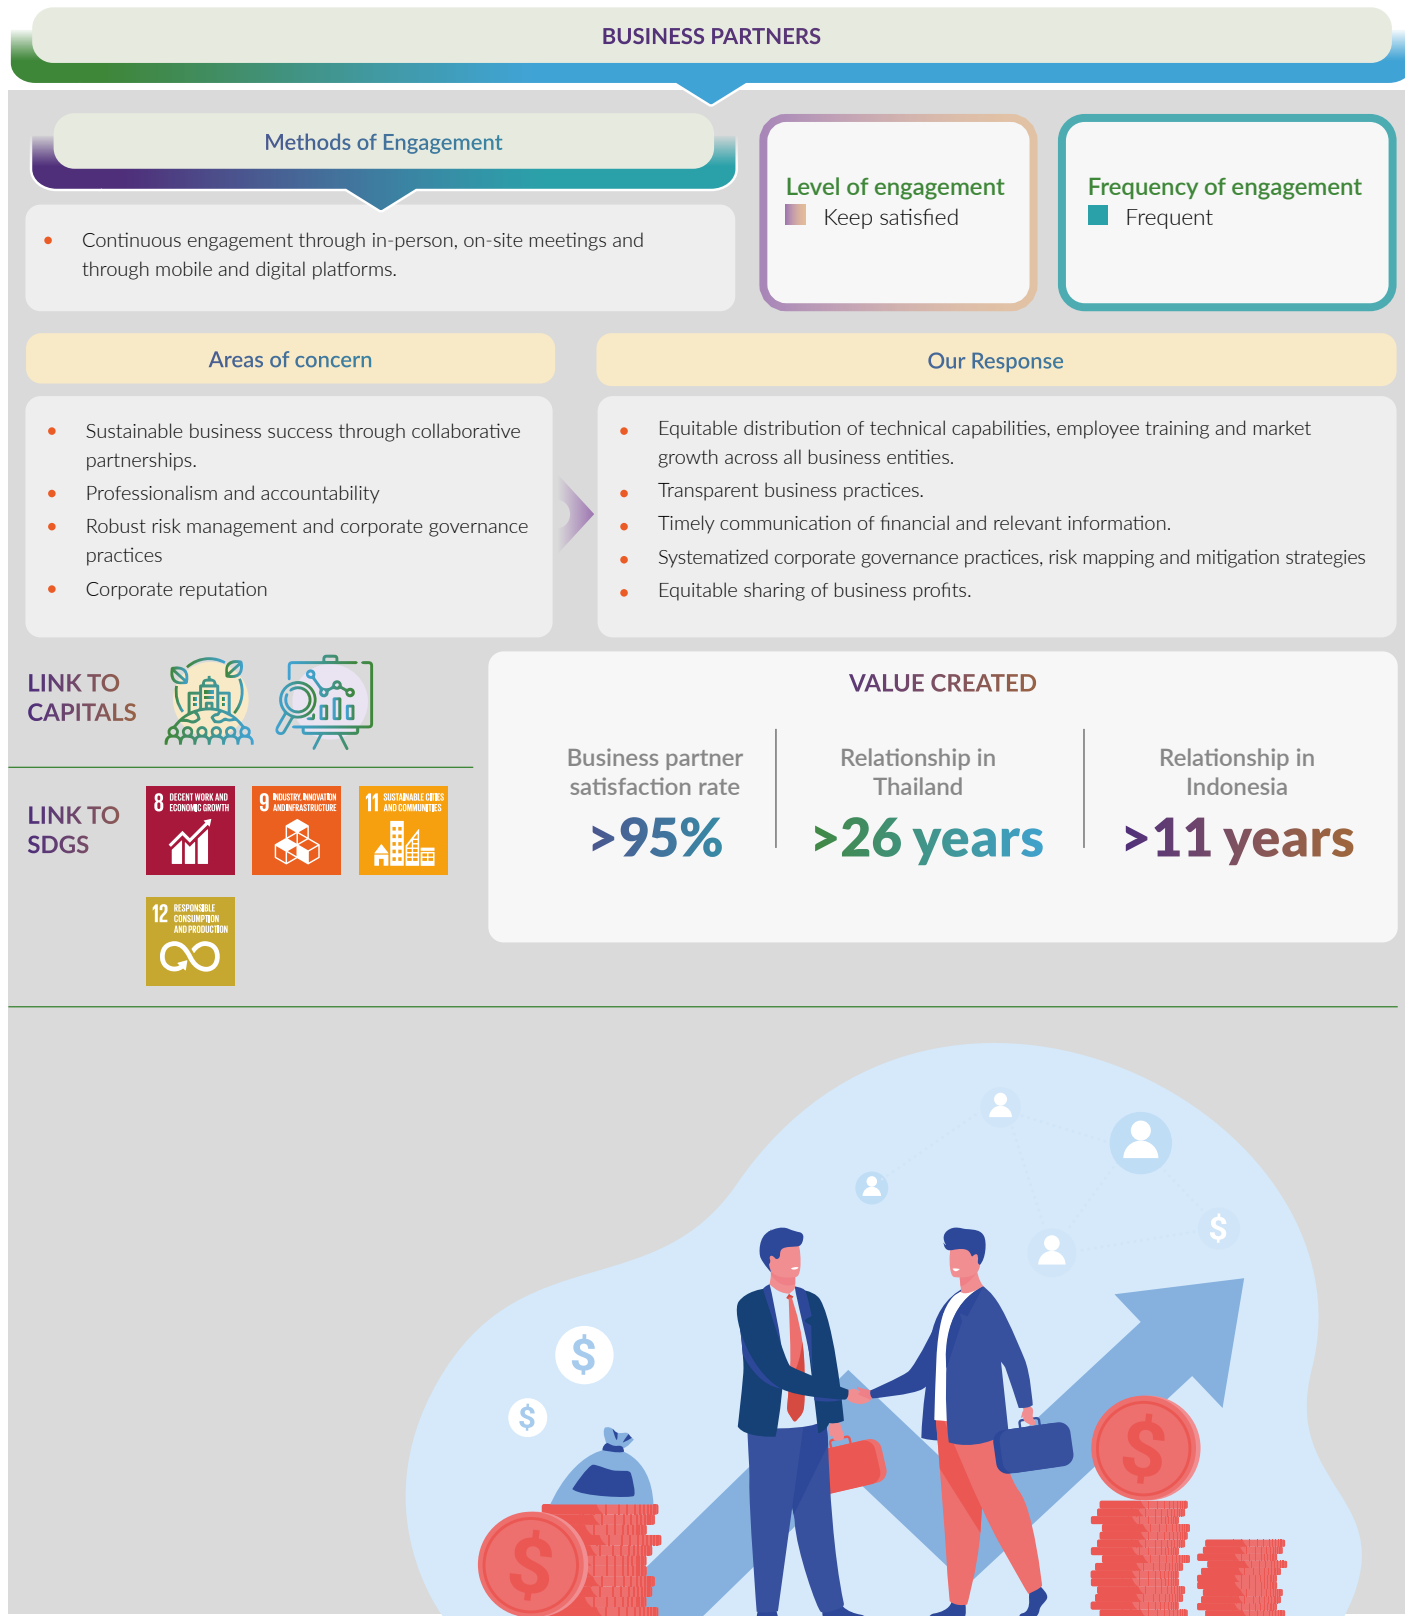 BUSINESS PARTNERS
Methods of Engagement
• Continuous engagement through in-person, on-site meetings and
through mobile and digital platforms.
Level of engagement
Keep satisfied
Frequency of engagement
Frequent
Areas of concern
• Sustainable business success through collaborative
partnerships.
• Professionalism and accountability
• Robust risk management and corporate governance
practices
• Corporate reputation
Our Response
• Equitable distribution of technical capabilities, employee training and market
growth across all business entities.
• Transparent business practices.
• Timely communication of financial and relevant information.
• Systematized corporate governance practices, risk mapping and mitigation strategies
• Equitable sharing of business profits.
LINK TO
CAPITALS
LINK TO
SDGS
8 DECENT WORK AND
ECONOMIC GROWTH
9 INDUSTRY, INNOVATION
AND INFRASTRUCTURE
11 SUSTAINABLE CITIES
AND COMMUNITIES
12 RESPONSIBLE
CONSUMPTION
AND PRODUCTION
VALUE CREATED
Business partner
satisfaction rate
>95%
Relationship in
Thailand
>26 years
Relationship in
Indonesia
>11 years
$
$
$
$
$